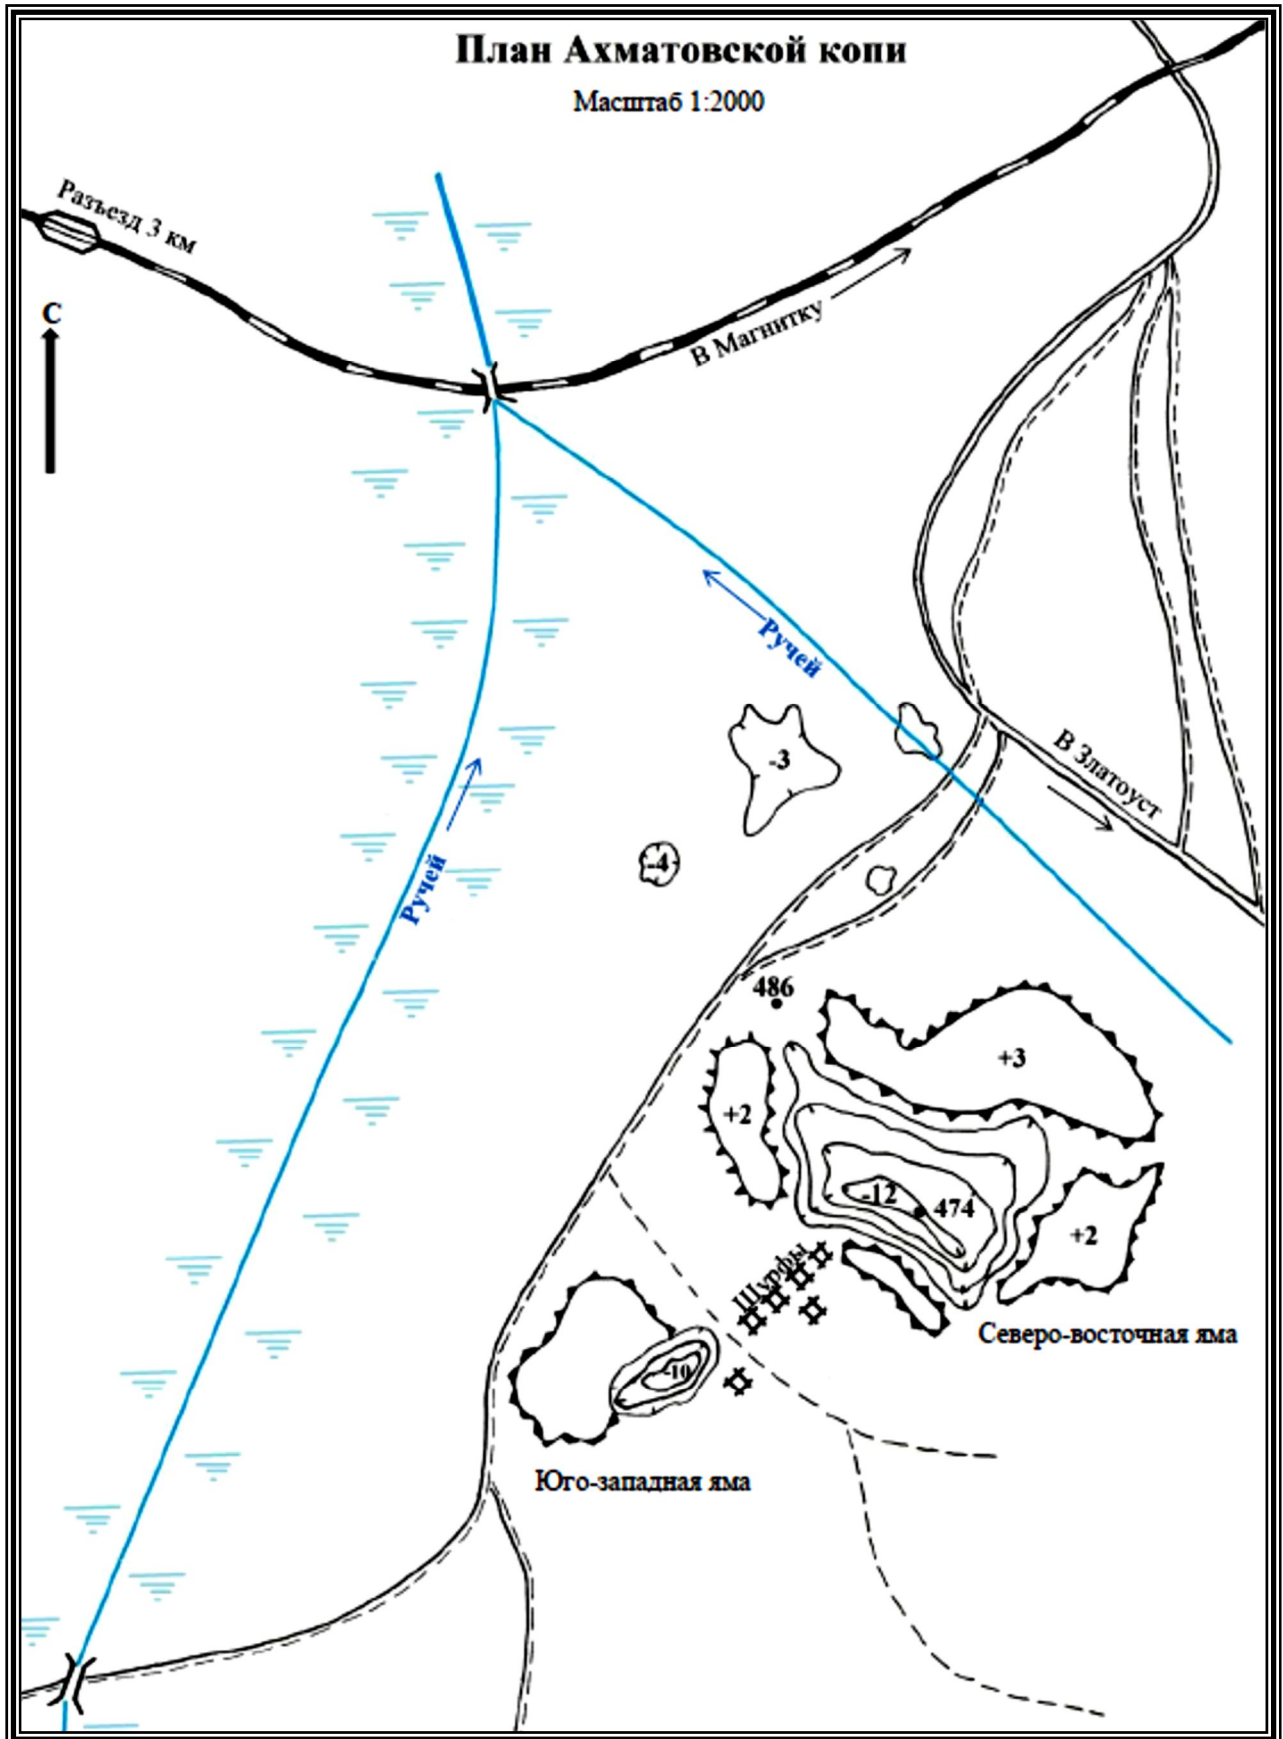 План Ахматовской копи
Масштаб 1:2000
Разъезд 3 км
С
В Магнитку
Ручей
-3
В Златоуст
-4
Ручей
486
+3
+2
-12
474
+2
Шурфы
Северо-восточная яма
-10
Юго-западная яма